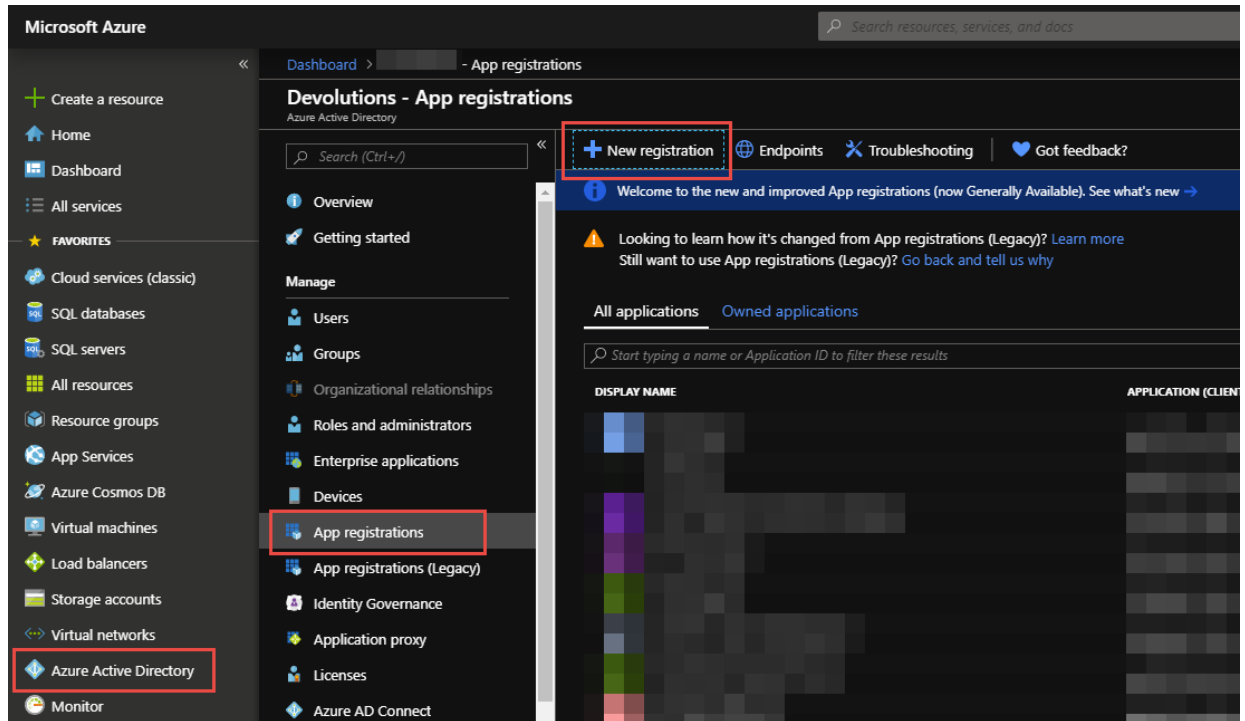 Microsoft Azure
Search resources, services, and docs
Create a resource
Home
Dashboard
All services
FAVORITES
Cloud services (classic)
SQL databases
SQL servers
All resources
Resource groups
App Services
Azure Cosmos DB
Virtual machines
Load balancers
Storage accounts
Virtual networks
Azure Active Directory
Monitor
Dashboard > - App registrations
Devolutions - App registrations
Azure Active Directory
Search (Ctrl+/)
Overview
Getting started
Manage
Users
Groups
Organizational relationships
Roles and administrators
Enterprise applications
Devices
App registrations
App registrations (Legacy)
Identity Governance
Application proxy
Licenses
Azure AD Connect
New registration Endpoints Troubleshooting Got feedback?
Welcome to the new and improved App registrations (now Generally Available). See what's new →
Looking to learn how it's changed from App registrations (Legacy)? Learn more
Still want to use App registrations (Legacy)? Go back and tell us why
All applications Owned applications
Start typing a name or Application ID to filter these results
DISPLAY NAME APPLICATION (CLIENT